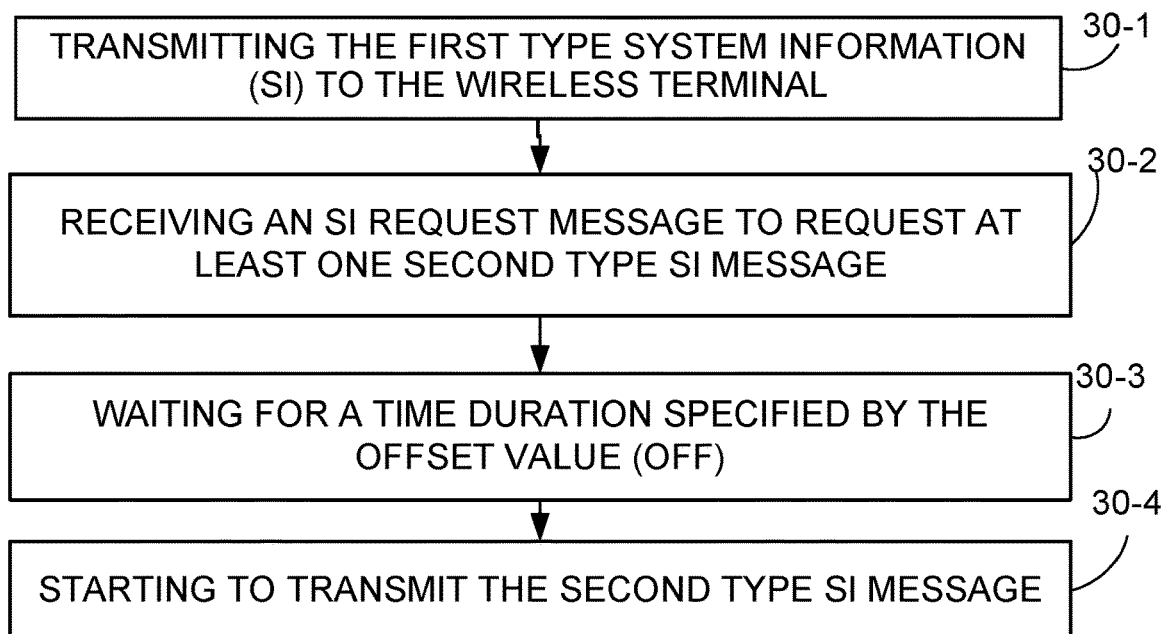 TRANSMITTING THE FIRST TYPE SYSTEM INFORMATION
(SI) TO THE WIRELESS TERMINAL
30-1
RECEIVING AN SI REQUEST MESSAGE TO REQUEST AT
LEAST ONE SECOND TYPE SI MESSAGE
30-2
WAITING FOR A TIME DURATION SPECIFIED BY THE
OFFSET VALUE (OFF)
30-3
STARTING TO TRANSMIT THE SECOND TYPE SI MESSAGE
30-4